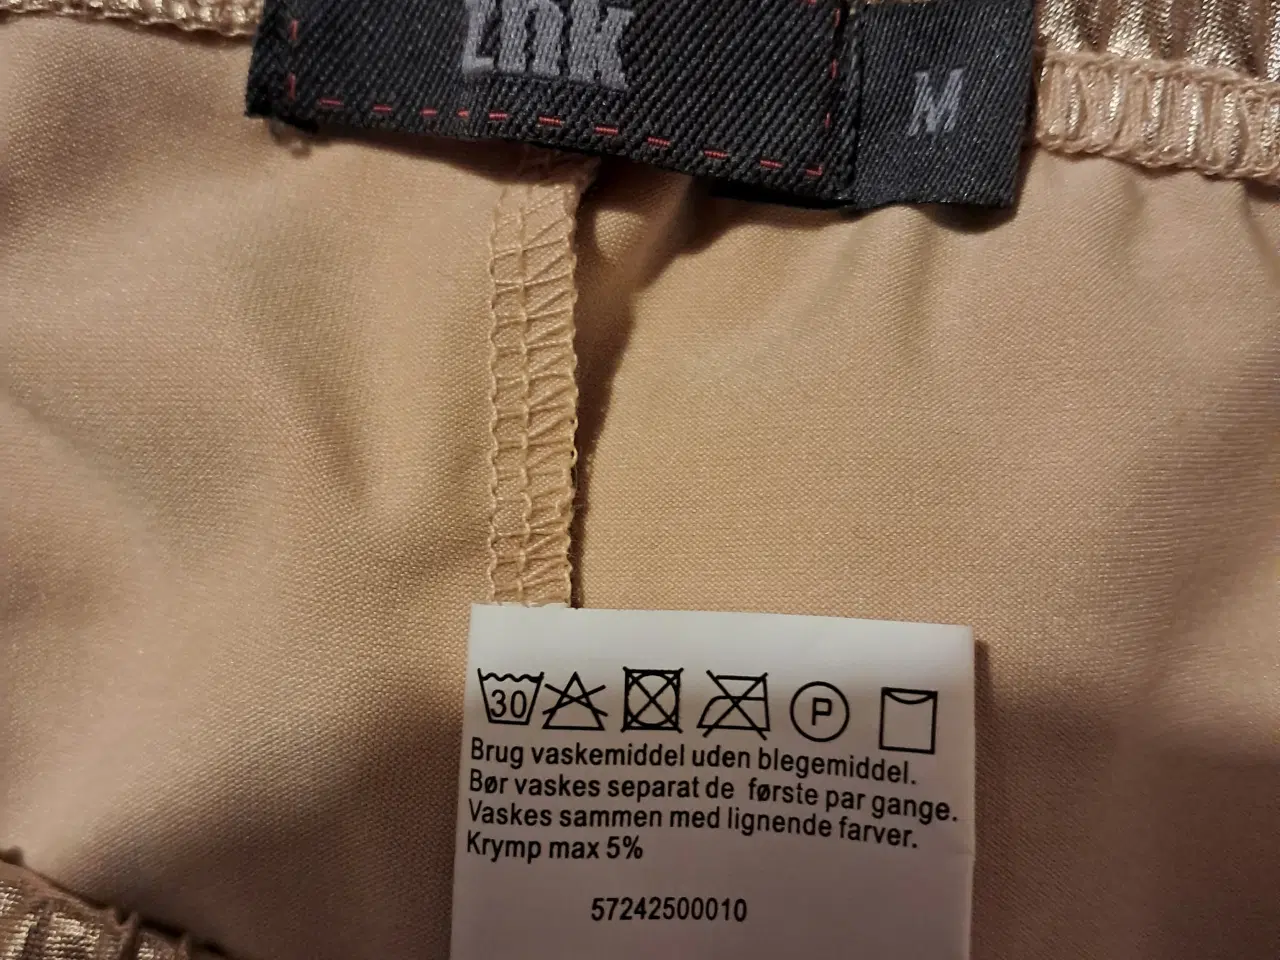 M
30
P
Brug vaskemiddel uden blegemiddel.
Bør vaskes separat de første par gange.
Vaskes sammen med lignende farver.
Krymp max 5%
57242500010